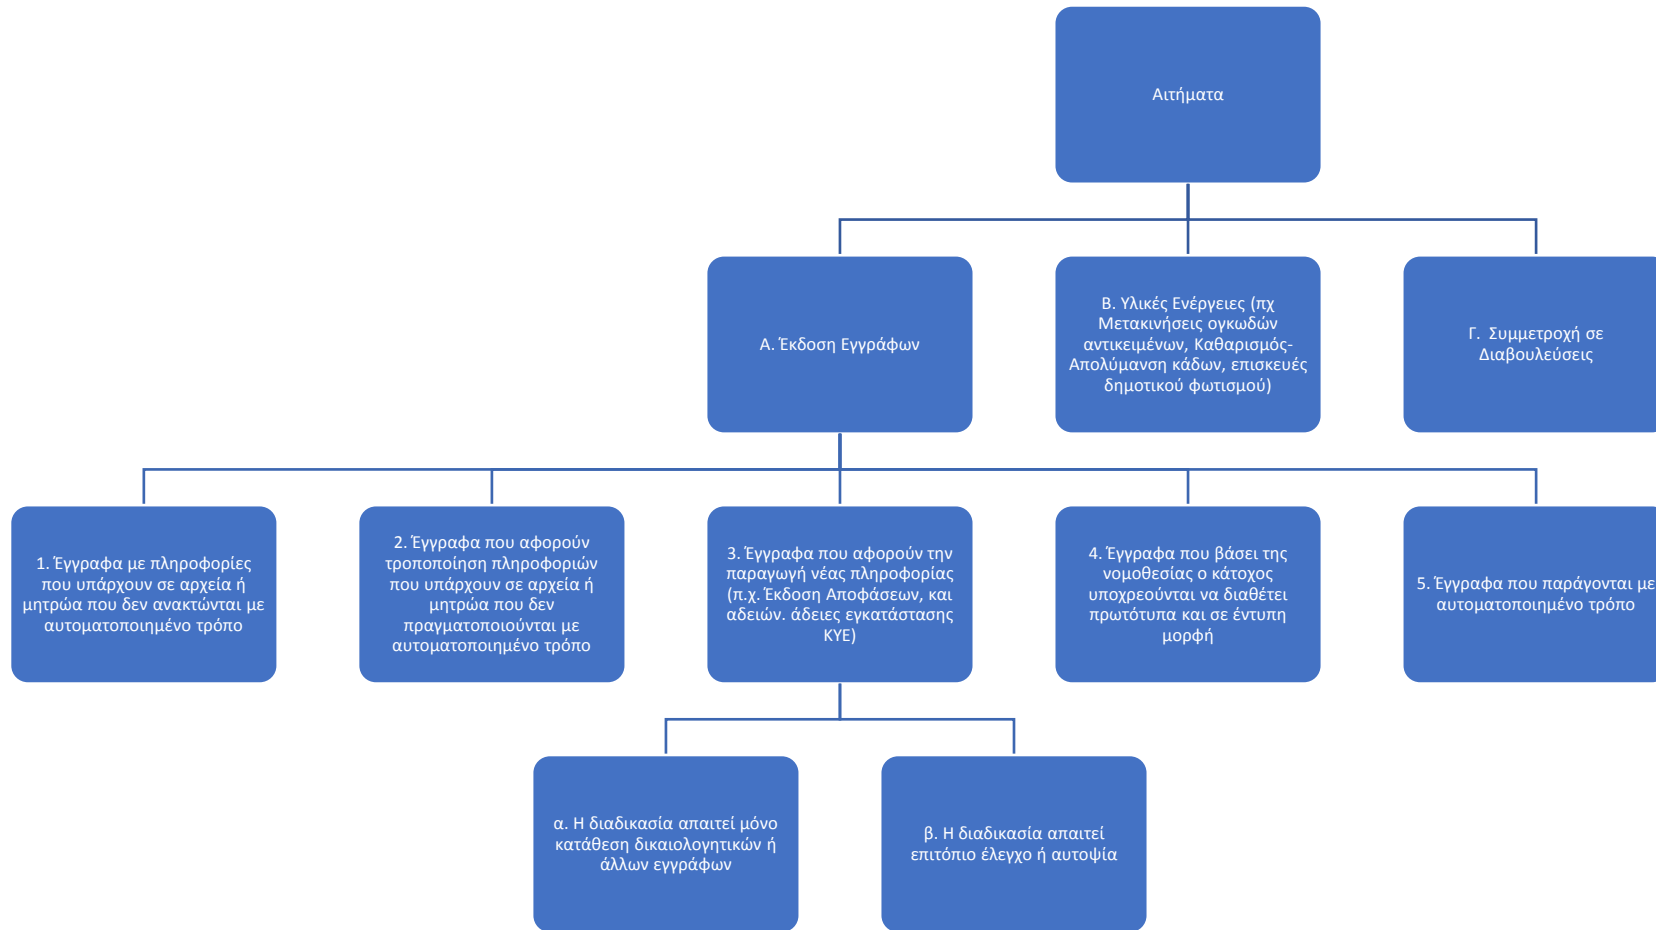 Αιτήματα
Α. Έκδοση Εγγράφων
Β. Υλικές Ενέργειες (πχ
Μετακινήσεις ογκωδών
αντικειμένων, Καθαρισμός-
Απολύμανση κάδων, επισκευές
δημοτικού φωτισμού)
Γ. Συμμετροχή σε
Διαβουλεύσεις
1. Έγγραφα με πληροφορίες
που υπάρχουν σε αρχεία ή
μητρώα που δεν ανακτώνται με
αυτοματοποιημένο τρόπο
2. Έγγραφα που αφορούν
τροποποίηση πληροφοριών
που υπάρχουν σε αρχεία ή
μητρώα που δεν
πραγματοποιούνται με
αυτοματοποιημένο τρόπο
3. Έγγραφα που αφορούν την
παραγωγή νέας πληροφορίας
(π.χ. Έκδοση Αποφάσεων, και
αδειών. άδειες εγκατάστασης
ΚΥΕ)
4. Έγγραφα που βάσει της
νομοθεσίας ο κάτοχος
υποχρεούνται να διαθέτει
πρωτότυπα και σε έντυπη
μορφή
5. Έγγραφα που παράγονται με
αυτοματοποιημένο τρόπο
α. Η διαδικασία απαιτεί μόνο
κατάθεση δικαιολογητικών ή
άλλων εγγράφων
β. Η διαδικασία απαιτεί
επιτόπιο έλεγχο ή αυτοψία